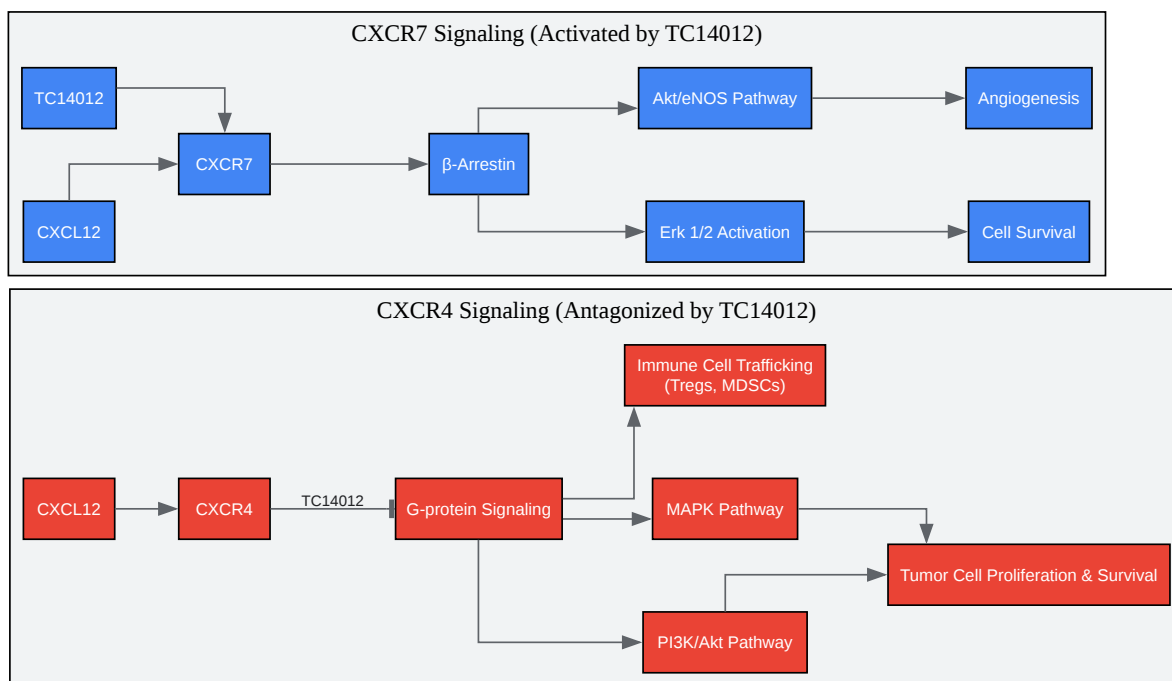 CXCR7 Signaling (Activated by TC14012)
TC14012
Akt/eNOS Pathway
Angiogenesis
CXCR7
β-Arrestin
CXCL12
Erk 1/2 Activation
Cell Survival
CXCR4 Signaling (Antagonized by TC14012)
Immune Cell Trafficking
(Tregs, MDSCs)
CXCL12
CXCR4
TC14012
G-protein Signaling
MAPK Pathway
Tumor Cell Proliferation & Survival
PI3K/Akt Pathway